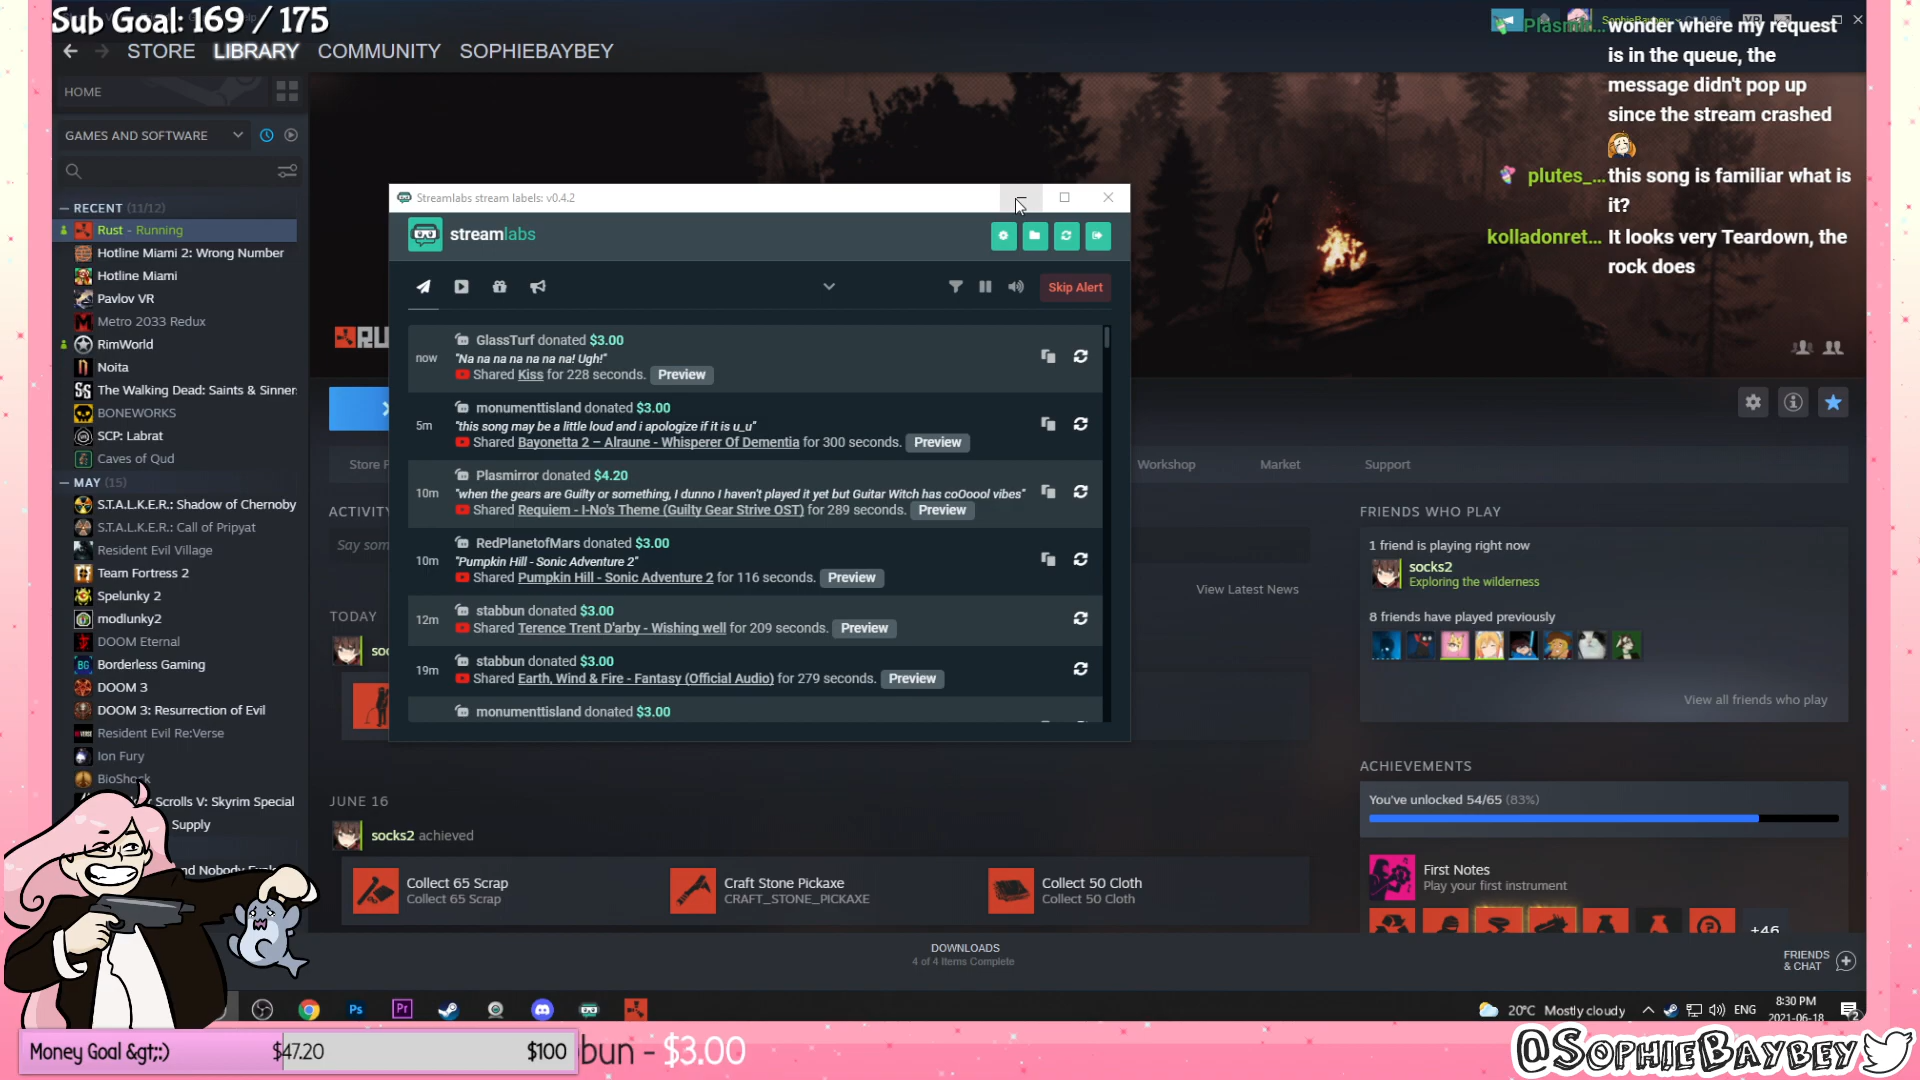 Sub Goal: 169 / 175
STORE LIBRARY COMMUNITY SOPHIEBAYBEY
HOME
GAMES AND SOFTWARE
RECENT (11/12)
Rust - Running
Hotline Miami 2: Wrong Number
Hotline Miami
Pavlov VR
Metro 2033 Redux
RimWorld
Noita
The Walking Dead: Saints & Sinners
BONEWORKS
SCP: Labrat
Caves of Qud
MAY (15)
S.T.A.L.K.E.R.: Shadow of Chernoby
S.T.A.L.K.E.R.: Call of Pripyat
Resident Evil Village
Team Fortress 2
Spelunky 2
modlunky2
DOOM Eternal
Borderless Gaming
DOOM 3
DOOM 3: Resurrection of Evil
Resident Evil Re:Verse
Ion Fury
BioShock
Scrolls V: Skyrim Special
Supply
nd Nobody
Streamlabs stream labels: v0.4.2
streamlabs
Skip Alert
now
GlassTurf donated $3.00
"Na na na na na na na! Ugh!"
Shared Kiss for 228 seconds. Preview
5m
monumenttisland donated $3.00
"this song may be a little loud and i apologize if it is u_u"
Shared Bayonetta 2 – Alraune - Whisperer Of Dementia for 300 seconds. Preview
10m
Plasmirror donated $4.20
"when the gears are Guilty or something, I dunno I haven't played it yet but Guitar Witch has coOoool vibes"
Shared Requiem - I-No's Theme (Guilty Gear Strive OST) for 289 seconds. Preview
10m
RedPlanetofMars donated $3.00
"Pumpkin Hill - Sonic Adventure 2"
Shared Pumpkin Hill - Sonic Adventure 2 for 116 seconds. Preview
12m
stabbun donated $3.00
Shared Terence Trent D'arby - Wishing well for 209 seconds. Preview
19m
stabbun donated $3.00
Shared Earth, Wind & Fire - Fantasy (Official Audio) for 279 seconds. Preview
monumenttisland donated $3.00
RU
Store P
Workshop Market Support
ACTIVITY
Say som
View Latest News
TODAY
soc
JUNE 16
socks2 achieved
Collect 65 Scrap
Collect 65 Scrap
Craft Stone Pickaxe
CRAFT_STONE_PICKAXE
Collect 50 Cloth
Collect 50 Cloth
Plasmir... wonder where my request
is in the queue, the
message didn't pop up
since the stream crashed
plutes_... this song is familiar what is
it?
kolladonret... It looks very Teardown, the
rock does
FRIENDS WHO PLAY
1 friend is playing right now
socks2
Exploring the wilderness
8 friends have played previously
View all friends who play
ACHIEVEMENTS
You've unlocked 54/65 (83%)
First Notes
Play your first instrument
+46
DOWNLOADS
4 of 4 Items Complete
FRIENDS
& CHAT
Ps
Pr
20°C Mostly cloudy
ENG
8:30 PM
2021-06-18
Money Goal &gt;:) $47.20 $100
bun - $3.00
@SOPHIEBAYBEY